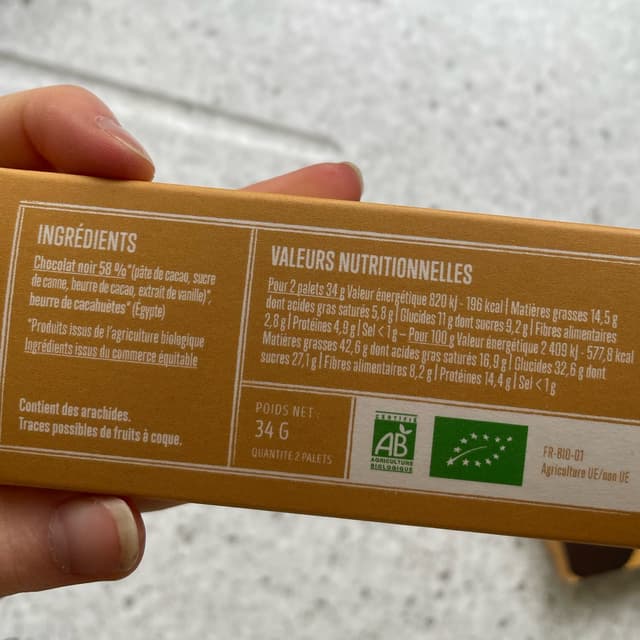 INGRÉDIENTS
Chocolat noir 58 %* (pâte de cacao, sucre
de canne, beurre de cacao, extrait de vanille)*,
beurre de cacahuètes* (Égypte)
*Produits issus de l'agriculture biologique
Ingrédients issus du commerce équitable
Contient des arachides.
Traces possibles de fruits à coque.
VALEURS NUTRITIONNELLES
Pour 2 palets 34 g Valeur énergétique 820 kJ - 196 kcal | Matières grasses 14,5 g
dont acides gras saturés 5,8 g | Glucides 11 g dont sucres 9,2 g | Fibres alimentaires
2,8 g | Protéines 4,9 g | Sel < 1g – Pour 100 g Valeur énergétique 2 409 kJ - 577,8 kcal
Matières grasses 42,6 g dont acides gras saturés 16,9 g | Glucides 32,6 g dont
sucres 27,1 g | Fibres alimentaires 8,2 g | Protéines 14,4 g | Sel < 1 g
POIDS NET :
34 G
QUANTITÉ 2 PALETS
CERTIFIÉ
AB
AGRICULTURE
BIOLOGIQUE
FR-BIO-01
Agriculture UE/non UE